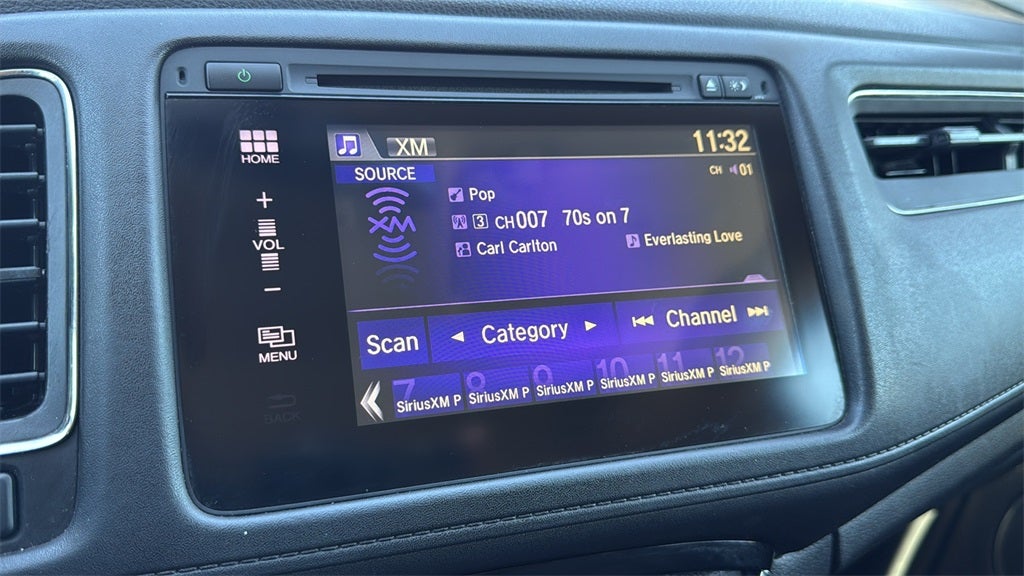 HOME
+
VOL
−
MENU
BACK
XM 11:32
SOURCE CH 01
XM
Pop
3 CH007 70s on 7
Carl Carlton Everlasting Love
Scan ◄ Category ► Channel
7 8 9 10 11 12
SiriusXM P SiriusXM P SiriusXM P SiriusXM P SiriusXM P SiriusXM P